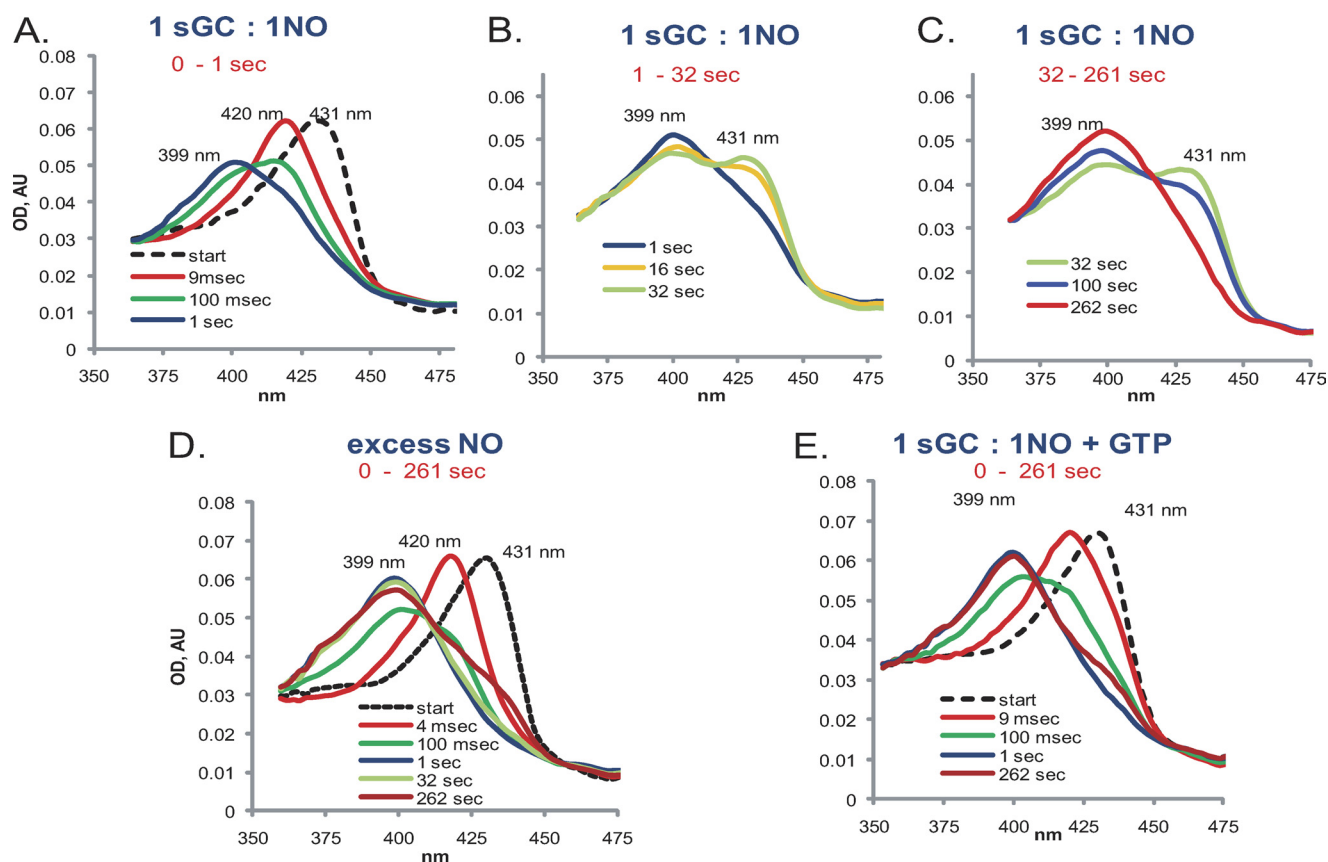 A.
1 sGC : 1NO
0 - 1 sec
OD, AU
0.08
0.07
0.06
0.05
0.04
0.03
0.02
0.01
0
399 nm
420 nm
431 nm
start
9msec
100 msec
1 sec
350 375 400 425 450 475
nm
B.
1 sGC : 1NO
1 - 32 sec
0.06
0.05
0.04
0.03
0.02
0.01
0
399 nm
431 nm
1 sec
16 sec
32 sec
350 375 400 425 450 475
nm
C.
1 sGC : 1NO
32 - 261 sec
0.06
0.05
0.04
0.03
0.02
0.01
0
399 nm
431 nm
32 sec
100 sec
262 sec
350 375 400 425 450 475
nm
D.
excess NO
0 - 261 sec
OD, AU
0.08
0.07
0.06
0.05
0.04
0.03
0.02
0.01
0
399 nm
420 nm
431 nm
start
4 msec
100 msec
1 sec
32 sec
262 sec
350 375 400 425 450 475
nm
E.
1 sGC : 1NO + GTP
0 - 261 sec
0.08
0.07
0.06
0.05
0.04
0.03
0.02
0.01
0
399 nm
431 nm
start
9 msec
100 msec
1 sec
262 sec
350 375 400 425 450 475
nm